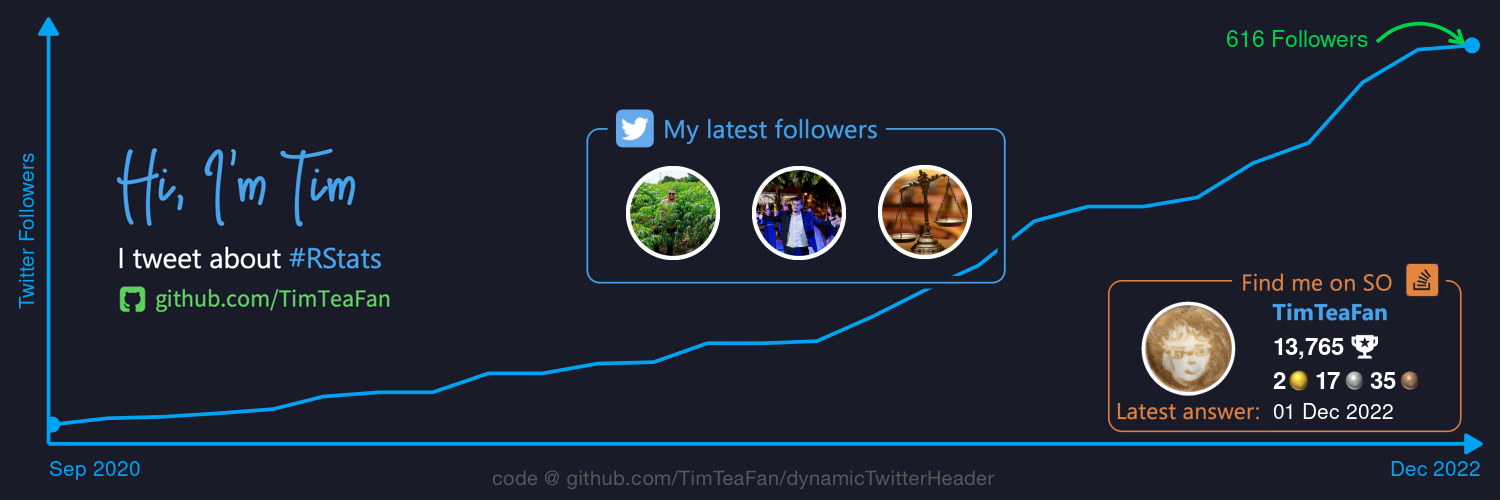 616 Followers
Twitter Followers
Hi, I'm Tim
I tweet about #RStats
github.com/TimTeaFan
My latest followers
Find me on SO
TimTeaFan
13,765
2 17 35
Latest answer: 01 Dec 2022
Sep 2020
Dec 2022
code @ github.com/TimTeaFan/dynamicTwitterHeader